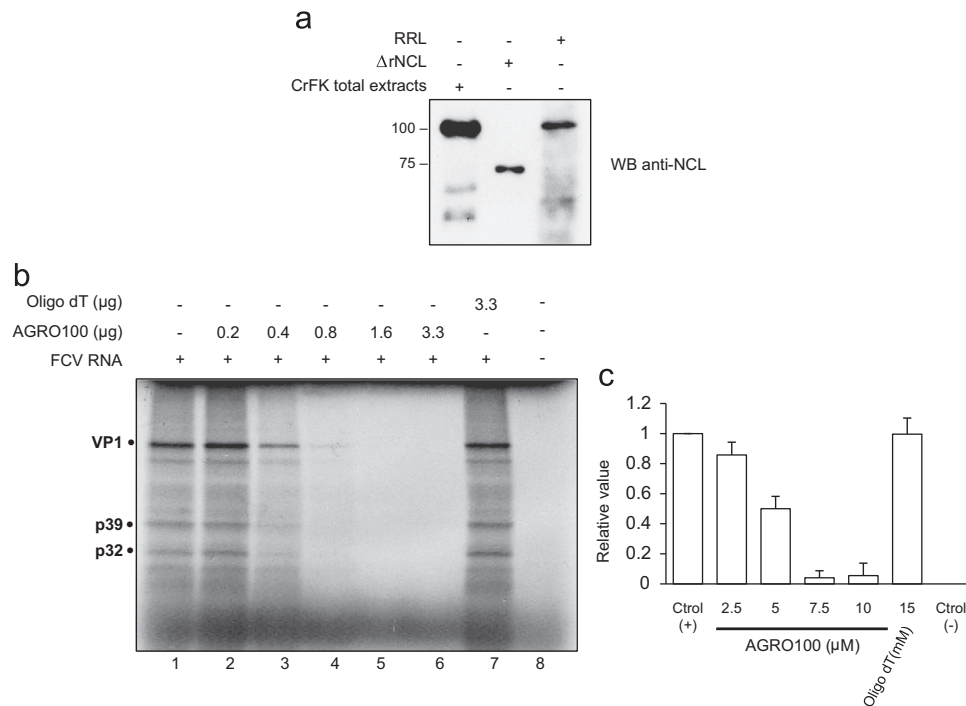 a
RRL - - +
ΔrNCL - + -
CrFK total extracts + - -
100 –
75 –
WB anti-NCL
b
Oligo dT (µg) - - - - - - 3.3 -
AGRO100 (µg) - 0.2 0.4 0.8 1.6 3.3 - -
FCV RNA + + + + + + + -
VP1 •
p39 •
p32 •
1 2 3 4 5 6 7 8
c
Relative value
1.2
1
0.8
0.6
0.4
0.2
0
Ctrol (+) 2.5 5 7.5 10 15 Ctrol (-)
AGRO100 (µM)
Oligo dT(mM)